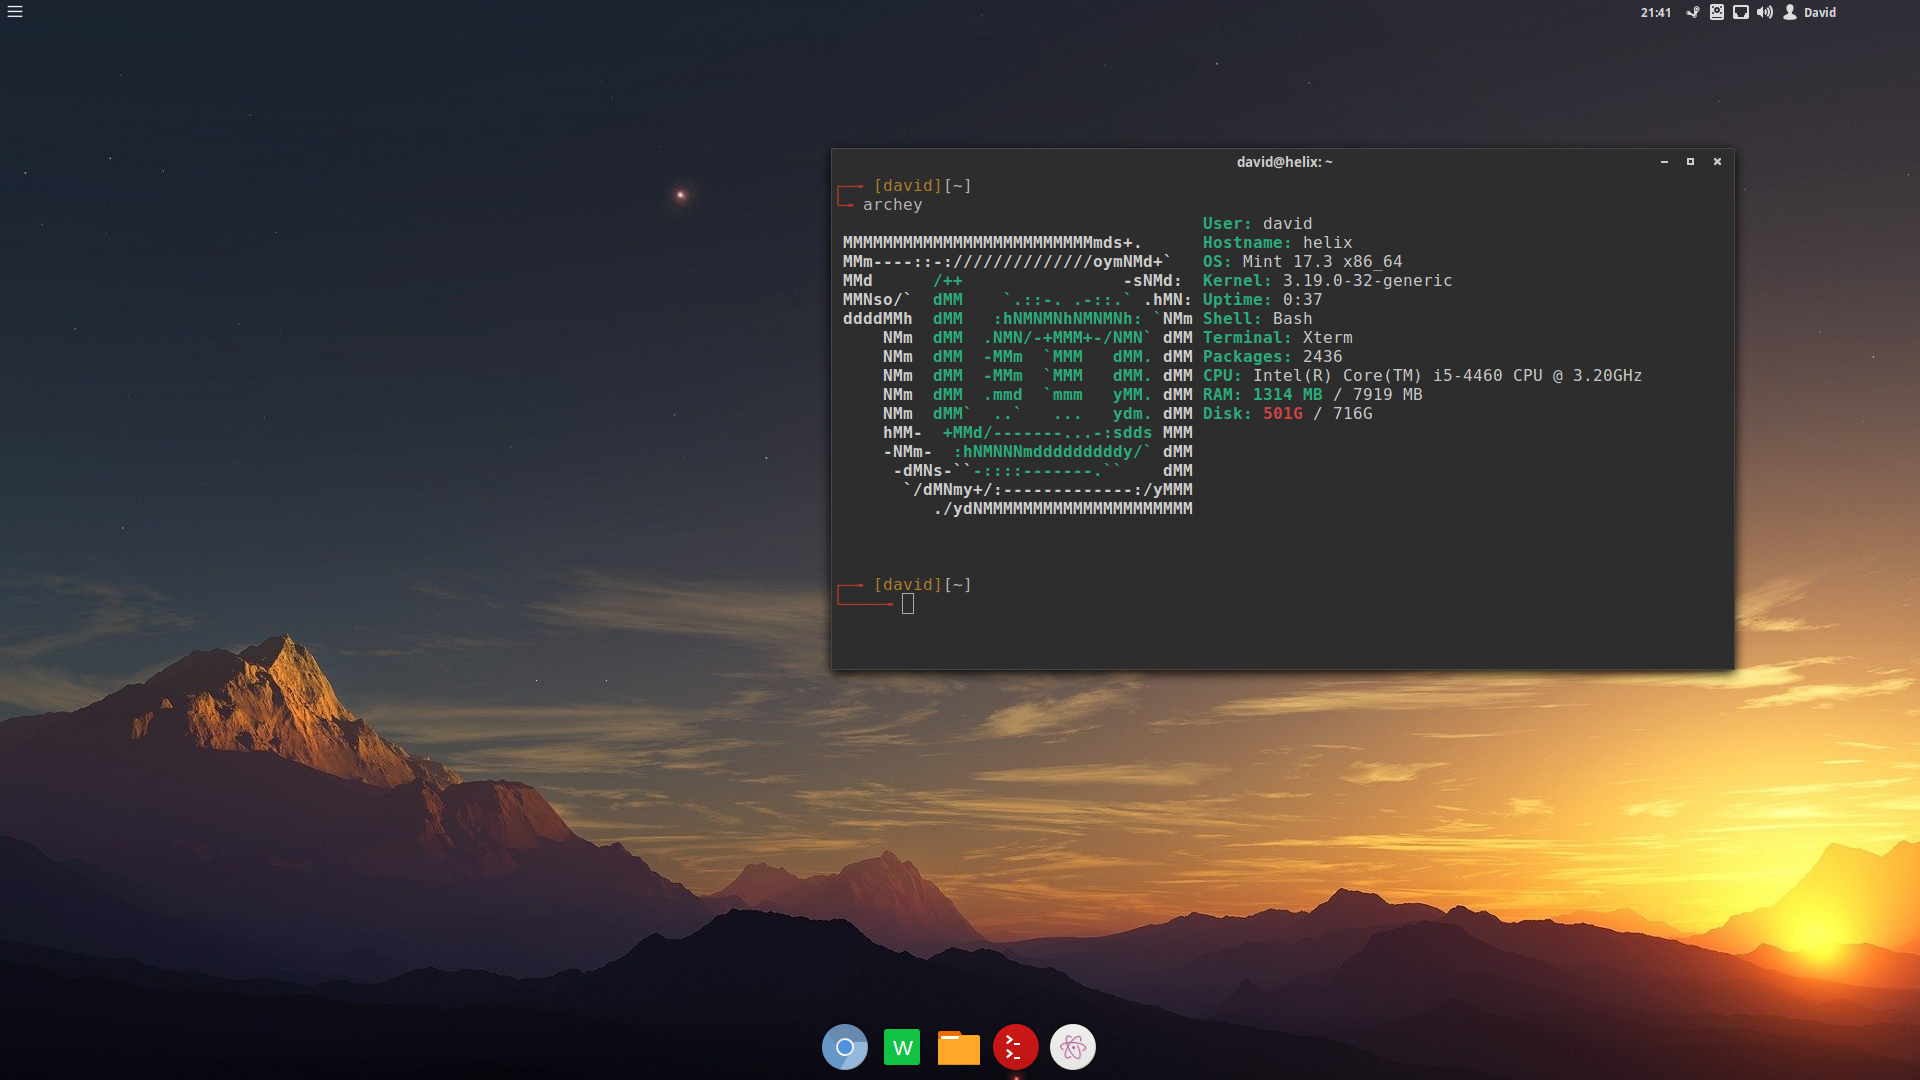 21:41 David
david@helix: ~
[david][~]
archey
User: david
MMMMMMMMMMMMMMMMMMMMMMMMMmds+. Hostname: helix
MMm----::-://////////////oymNMd+` OS: Mint 17.3 x86_64
MMd /++ -sNMd: Kernel: 3.19.0-32-generic
MMNso/` dMM `.::-. .-::.` .hMN: Uptime: 0:37
ddddMMh dMM :hNMNMNhNMNMNh: `NMm Shell: Bash
NMm dMM .NMN/-+MMM+-/NMN` dMM Terminal: Xterm
NMm dMM -MMm `MMM dMM. dMM Packages: 2436
NMm dMM -MMm `MMM dMM. dMM CPU: Intel(R) Core(TM) i5-4460 CPU @ 3.20GHz
NMm dMM .mmd `mmm yMM. dMM RAM: 1314 MB / 7919 MB
NMm dMM` ..` ... ydm. dMM Disk: 501G / 716G
hMM- +MMd/-------...-:sdds MMM
-NMm- :hNMNNNmdddddddddy/` dMM
-dMNs-``-::::-------.`` dMM
`/dMNmy+/:-------------:/yMMM
./ydNMMMMMMMMMMMMMMMMMMMMM
[david][~]
W